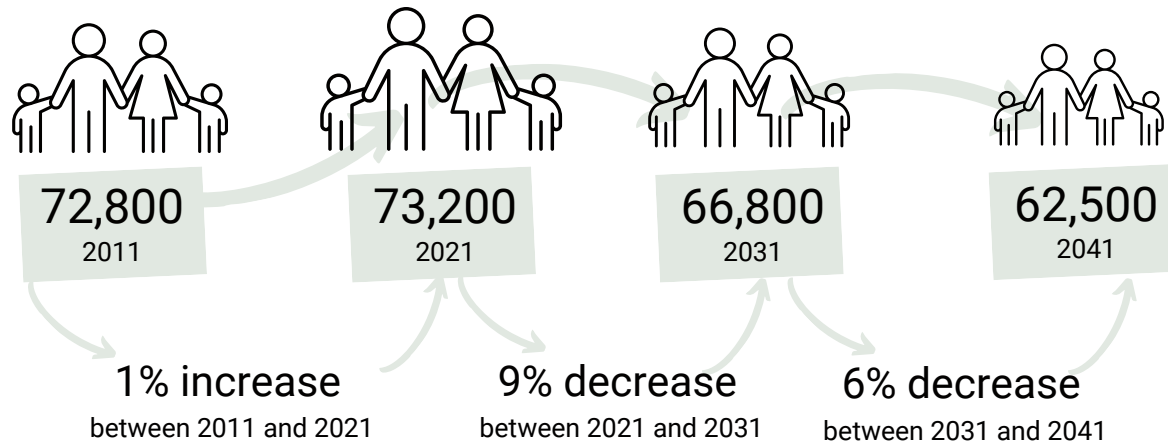 72,800
2011
73,200
2021
66,800
2031
62,500
2041
1% increase
between 2011 and 2021
9% decrease
between 2021 and 2031
6% decrease
between 2031 and 2041